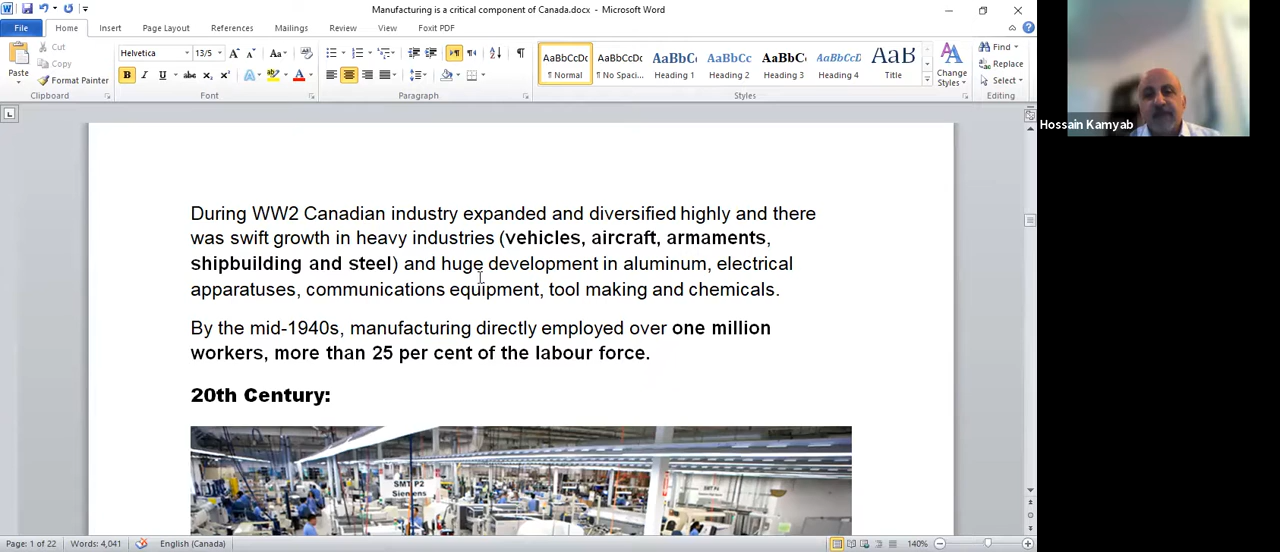 Manufacturing is a critical component of Canada.docx - Microsoft Word
File Home Insert Page Layout References Mailings Review View Foxit PDF
Paste
Cut
Copy
Format Painter
Clipboard
Helvetica 13/5
Font
Paragraph
AaBbCcDc AaBbCcDc AaBbC AaBbCc AaBbC AaBbCc AaB
¶ Normal ¶ No Spaci... Heading 1 Heading 2 Heading 3 Heading 4 Title
Change
Styles
Styles
Find
Replace
Select
Editing
Hossain Kamyab
During WW2 Canadian industry expanded and diversified highly and there
was swift growth in heavy industries (vehicles, aircraft, armaments,
shipbuilding and steel) and huge development in aluminum, electrical
apparatuses, communications equipment, tool making and chemicals.
By the mid-1940s, manufacturing directly employed over one million
workers, more than 25 per cent of the labour force.
20th Century:
SMT P2
Siemens
Page: 1 of 22 Words: 4,041 English (Canada) 140%